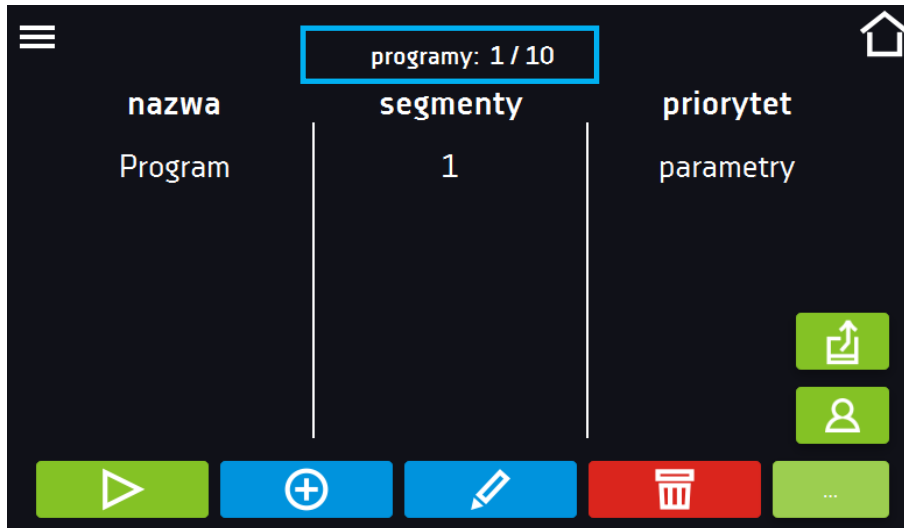 programy: 1 / 10
nazwa segmenty priorytet
Program 1 parametry
...